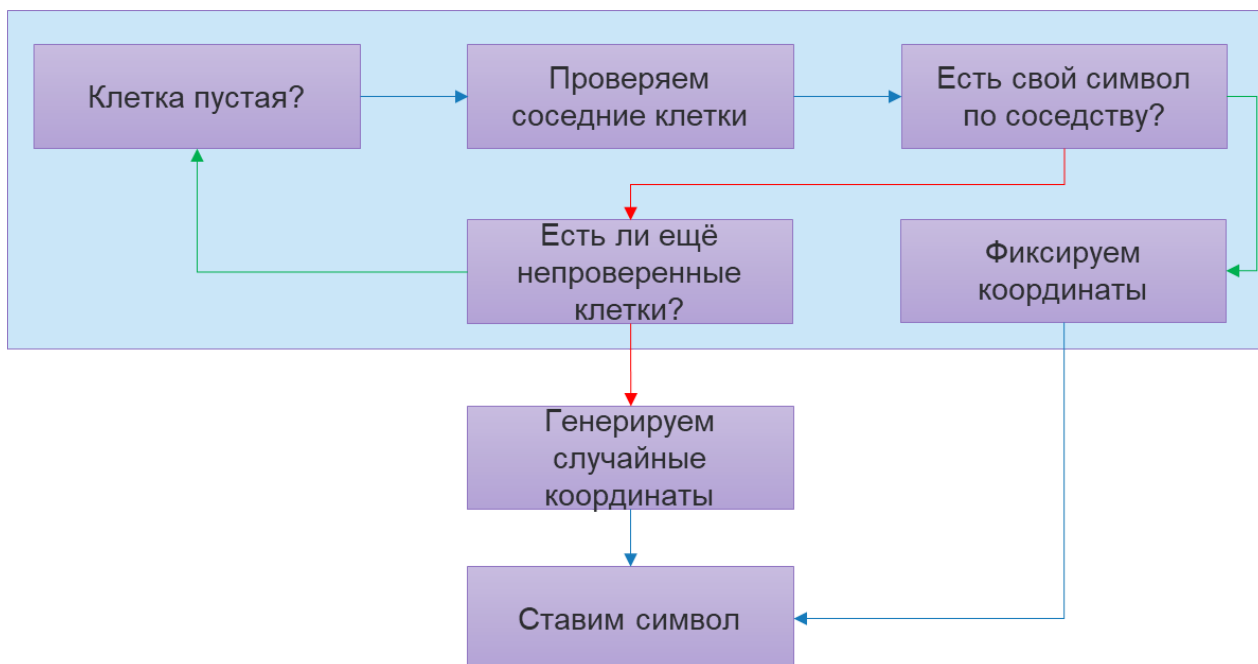 Клетка пустая?
Проверяем
соседние клетки
Есть свой символ
по соседству?
Есть ли ещё
непроверенные
клетки?
Фиксируем
координаты
Генерируем
случайные
координаты
Ставим символ